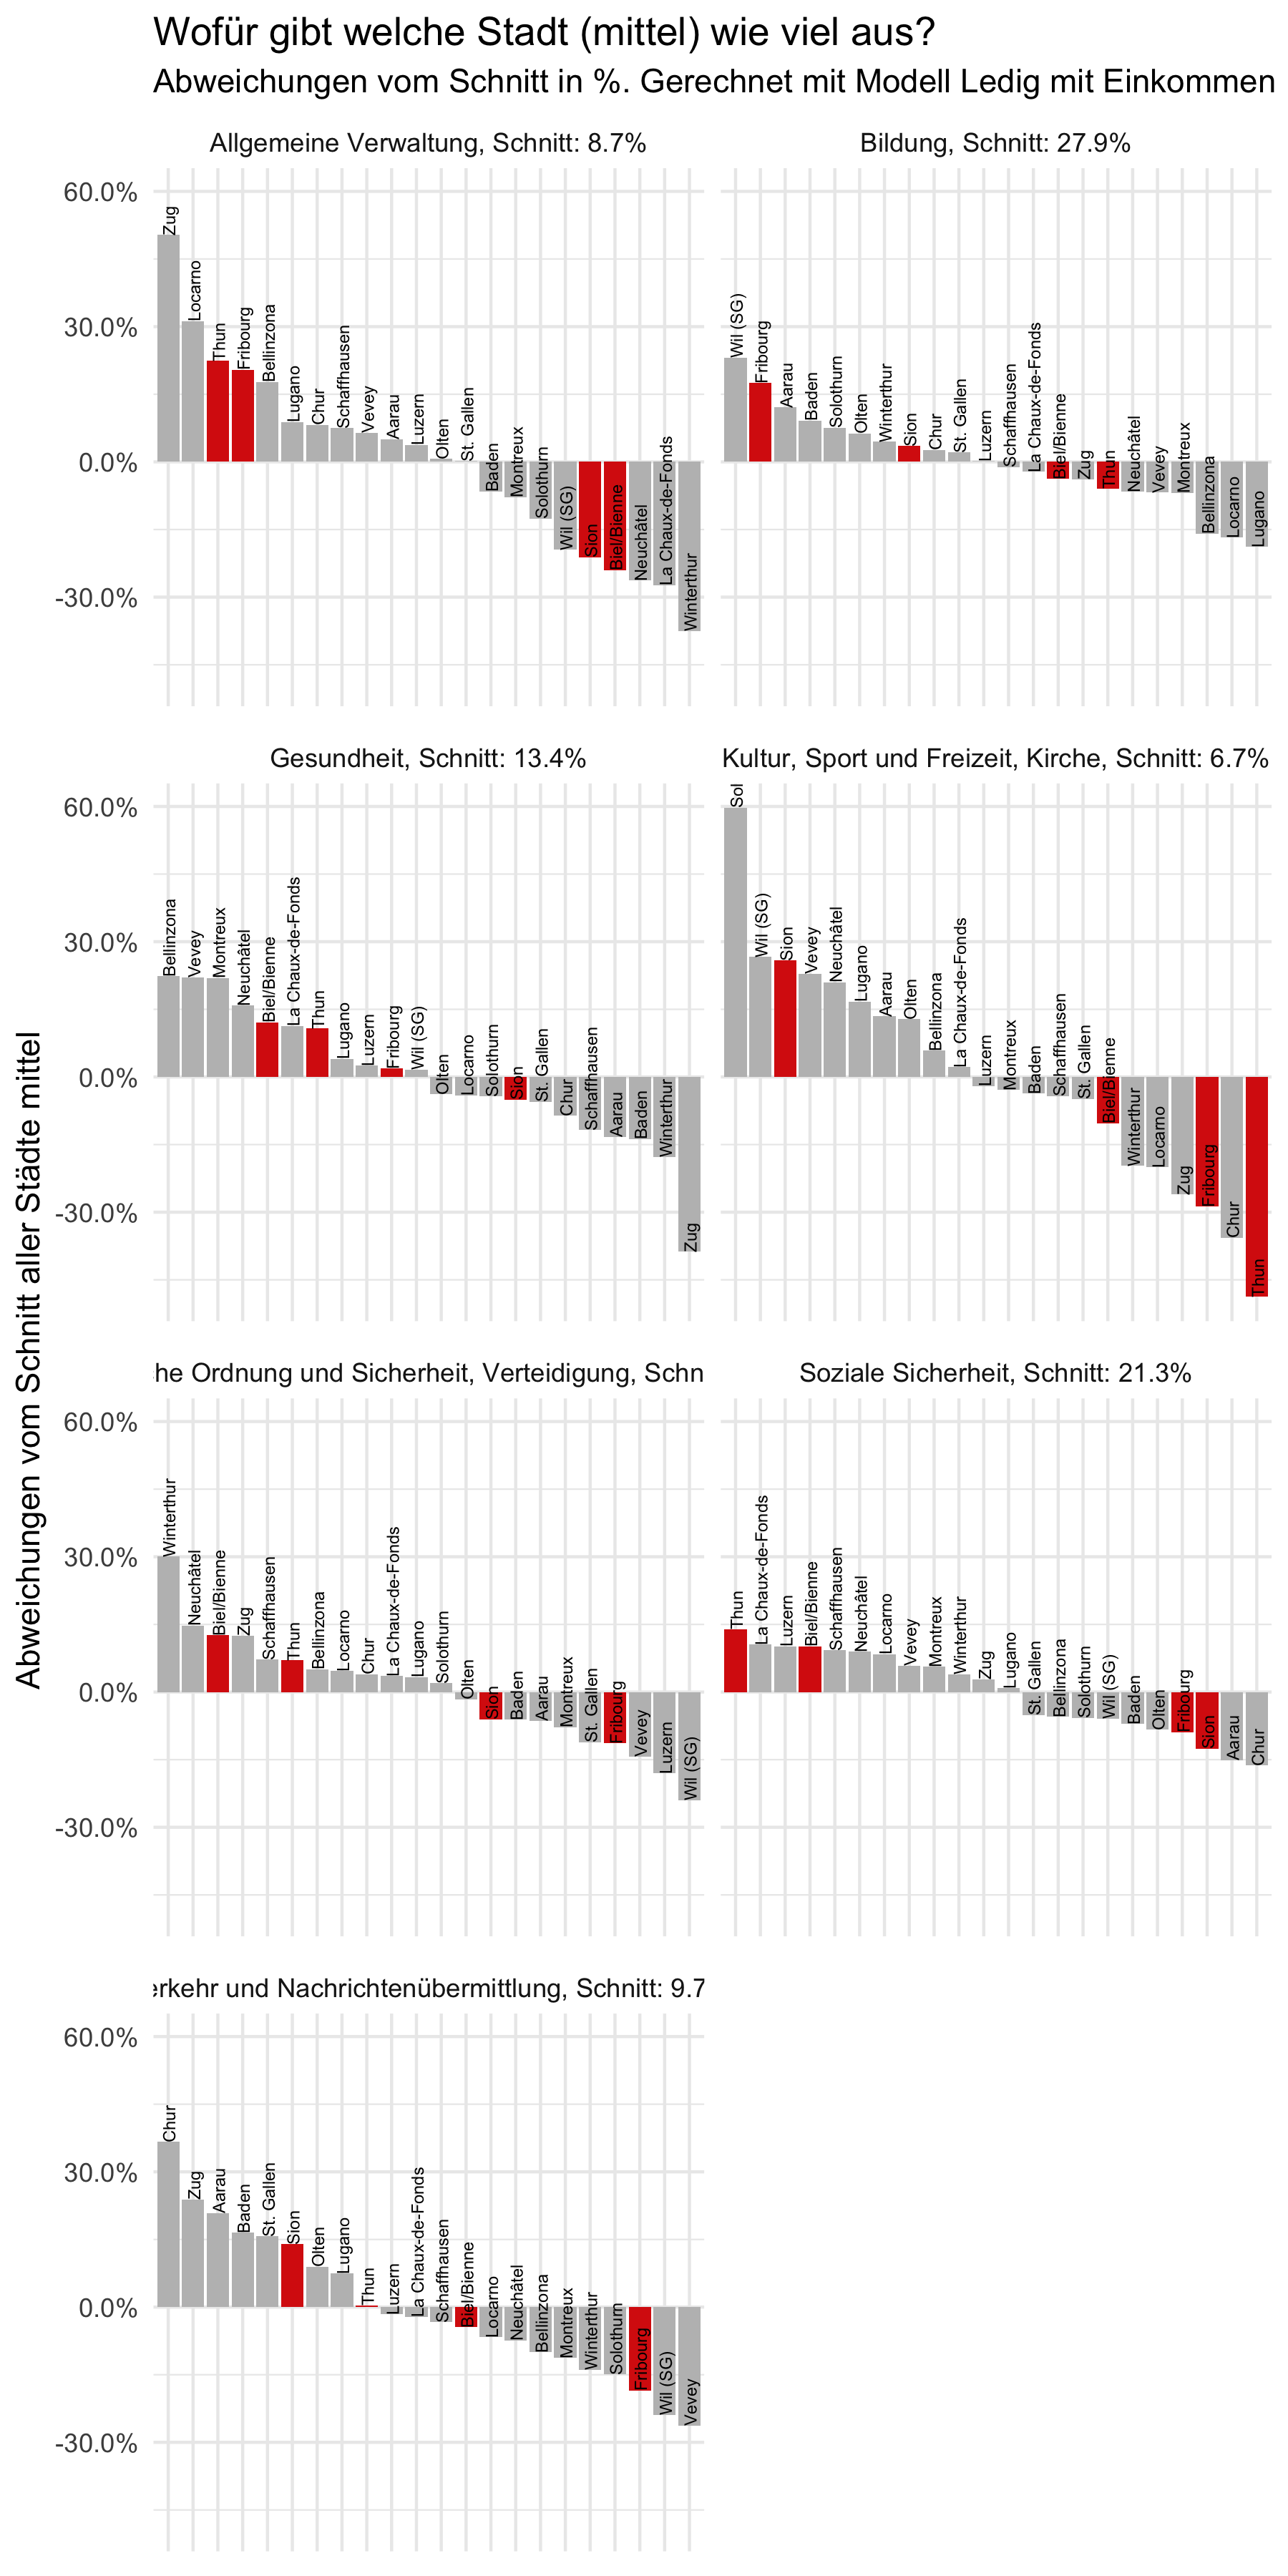 Wofür gibt welche Stadt (mittel) wie viel aus?
Abweichungen vom Schnitt in %. Gerechnet mit Modell Ledig mit Einkommen
Abweichungen vom Schnitt aller Städte mittel
Allgemeine Verwaltung, Schnitt: 8.7%
60.0%
30.0%
0.0%
-30.0%
Zug
Locarno
Thun
Fribourg
Bellinzona
Lugano
Chur
Schaffhausen
Vevey
Aarau
Luzern
Olten
St. Gallen
Baden
Montreux
Solothurn
Wil (SG)
Sion
Biel/Bienne
Neuchâtel
La Chaux-de-Fonds
Winterthur
Bildung, Schnitt: 27.9%
Wil (SG)
Fribourg
Aarau
Baden
Solothurn
Olten
Winterthur
Sion
Chur
St. Gallen
Luzern
Schaffhausen
La Chaux-de-Fonds
Biel/Bienne
Zug
Thun
Neuchâtel
Vevey
Montreux
Bellinzona
Locarno
Lugano
Gesundheit, Schnitt: 13.4%
60.0%
30.0%
0.0%
-30.0%
Bellinzona
Vevey
Montreux
Neuchâtel
Biel/Bienne
La Chaux-de-Fonds
Thun
Lugano
Luzern
Fribourg
Wil (SG)
Olten
Locarno
Solothurn
Sion
St. Gallen
Chur
Schaffhausen
Aarau
Baden
Winterthur
Zug
Kultur, Sport und Freizeit, Kirche, Schnitt: 6.7%
Sol
Wil (SG)
Sion
Vevey
Neuchâtel
Lugano
Aarau
Olten
Bellinzona
La Chaux-de-Fonds
Luzern
Montreux
Baden
Schaffhausen
St. Gallen
Biel/Bienne
Winterthur
Locarno
Zug
Fribourg
Chur
Thun
che Ordnung und Sicherheit, Verteidigung, Schn
60.0%
30.0%
0.0%
-30.0%
Winterthur
Neuchâtel
Biel/Bienne
Zug
Schaffhausen
Thun
Bellinzona
Locarno
Chur
La Chaux-de-Fonds
Lugano
Solothurn
Olten
Sion
Baden
Aarau
Montreux
St. Gallen
Fribourg
Vevey
Luzern
Wil (SG)
Soziale Sicherheit, Schnitt: 21.3%
Thun
La Chaux-de-Fonds
Luzern
Biel/Bienne
Schaffhausen
Neuchâtel
Locarno
Vevey
Montreux
Winterthur
Zug
Lugano
St. Gallen
Bellinzona
Solothurn
Wil (SG)
Baden
Olten
Fribourg
Sion
Aarau
Chur
erkehr und Nachrichtenübermittlung, Schnitt: 9.7
60.0%
30.0%
0.0%
-30.0%
Chur
Zug
Aarau
Baden
St. Gallen
Sion
Olten
Lugano
Thun
Luzern
La Chaux-de-Fonds
Schaffhausen
Biel/Bienne
Locarno
Neuchâtel
Bellinzona
Montreux
Winterthur
Solothurn
Fribourg
Wil (SG)
Vevey